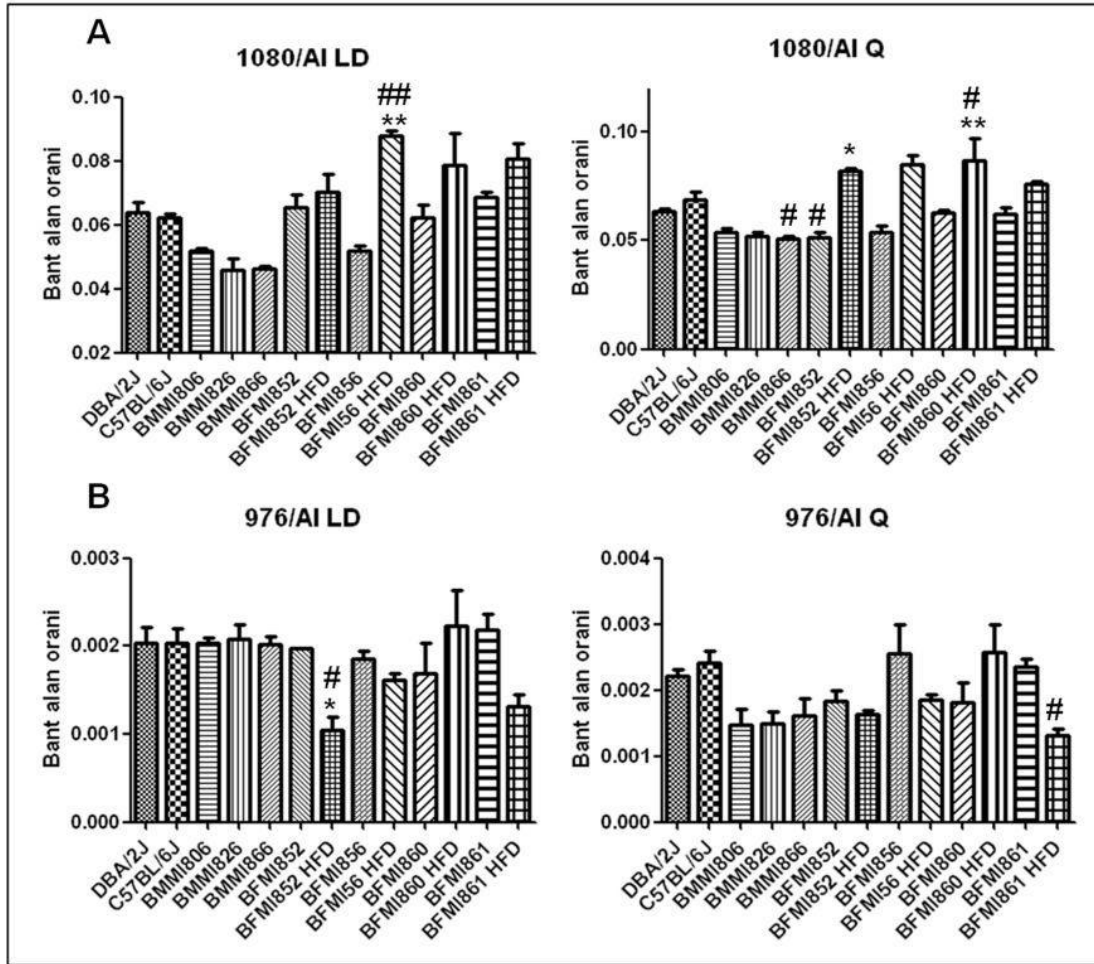 A
1080/AI LD
Bant alan orani
0.10
0.08
0.06
0.04
0.02
##
**
DBA/2J
C57BL/6J
BMMI806
BMMI826
BMMI866
BFMI852
BFMI852 HFD
BFMI856
BFMI56 HFD
BFMI860
BFMI860 HFD
BFMI861
BFMI861 HFD
1080/AI Q
Bant alan orani
0.10
0.05
0.00
#
#
*
#
**
DBA/2J
C57BL/6J
BMMI806
BMMI826
BMMI866
BFMI852
BFMI852 HFD
BFMI856
BFMI56 HFD
BFMI860
BFMI860 HFD
BFMI861
BFMI861 HFD
B
976/AI LD
Bant alan orani
0.003
0.002
0.001
0.000
#
*
DBA/2J
C57BL/6J
BMMI806
BMMI826
BMMI866
BFMI852
BFMI852 HFD
BFMI856
BFMI56 HFD
BFMI860
BFMI860 HFD
BFMI861
BFMI861 HFD
976/AI Q
Bant alan orani
0.004
0.003
0.002
0.001
0.000
#
DBA/2J
C57BL/6J
BMMI806
BMMI826
BMMI866
BFMI852
BFMI852 HFD
BFMI856
BFMI56 HFD
BFMI860
BFMI860 HFD
BFMI861
BFMI861 HFD